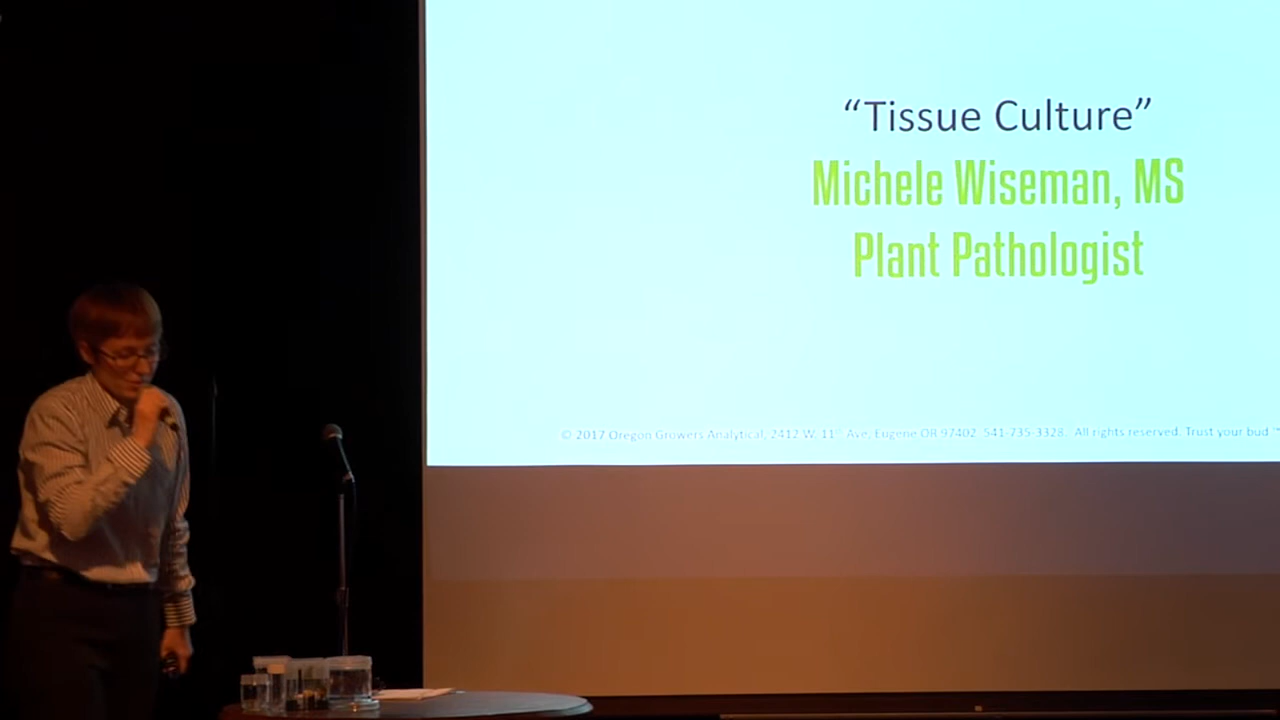 “Tissue Culture”
Michele Wiseman, MS
Plant Pathologist
© 2017 Oregon Growers Analytical, 2412 W. 11th Ave, Eugene OR 97402. 541-735-3328. All rights reserved. Trust your bud ™